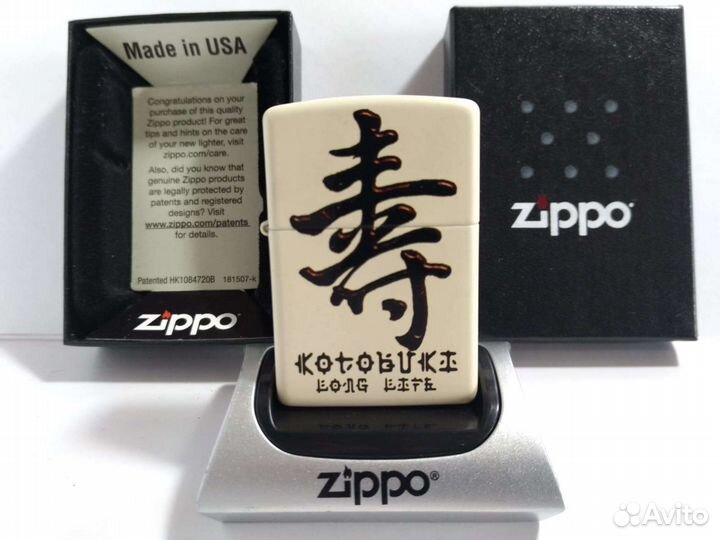 Made in USA
Congratulations on your
purchase of this quality
Zippo product! For great
tips and hints on the care
of your new lighter, visit
zippo.com/care.
Also, did you know that
genuine Zippo products
are legally protected by
patents and registered
designs? Visit
www.zippo.com/patents
for details.
Patented HK1084720B 181507-k
zippo
寿
KOTOBUKI
LONG LIFE
zippo
zippo®
Avito